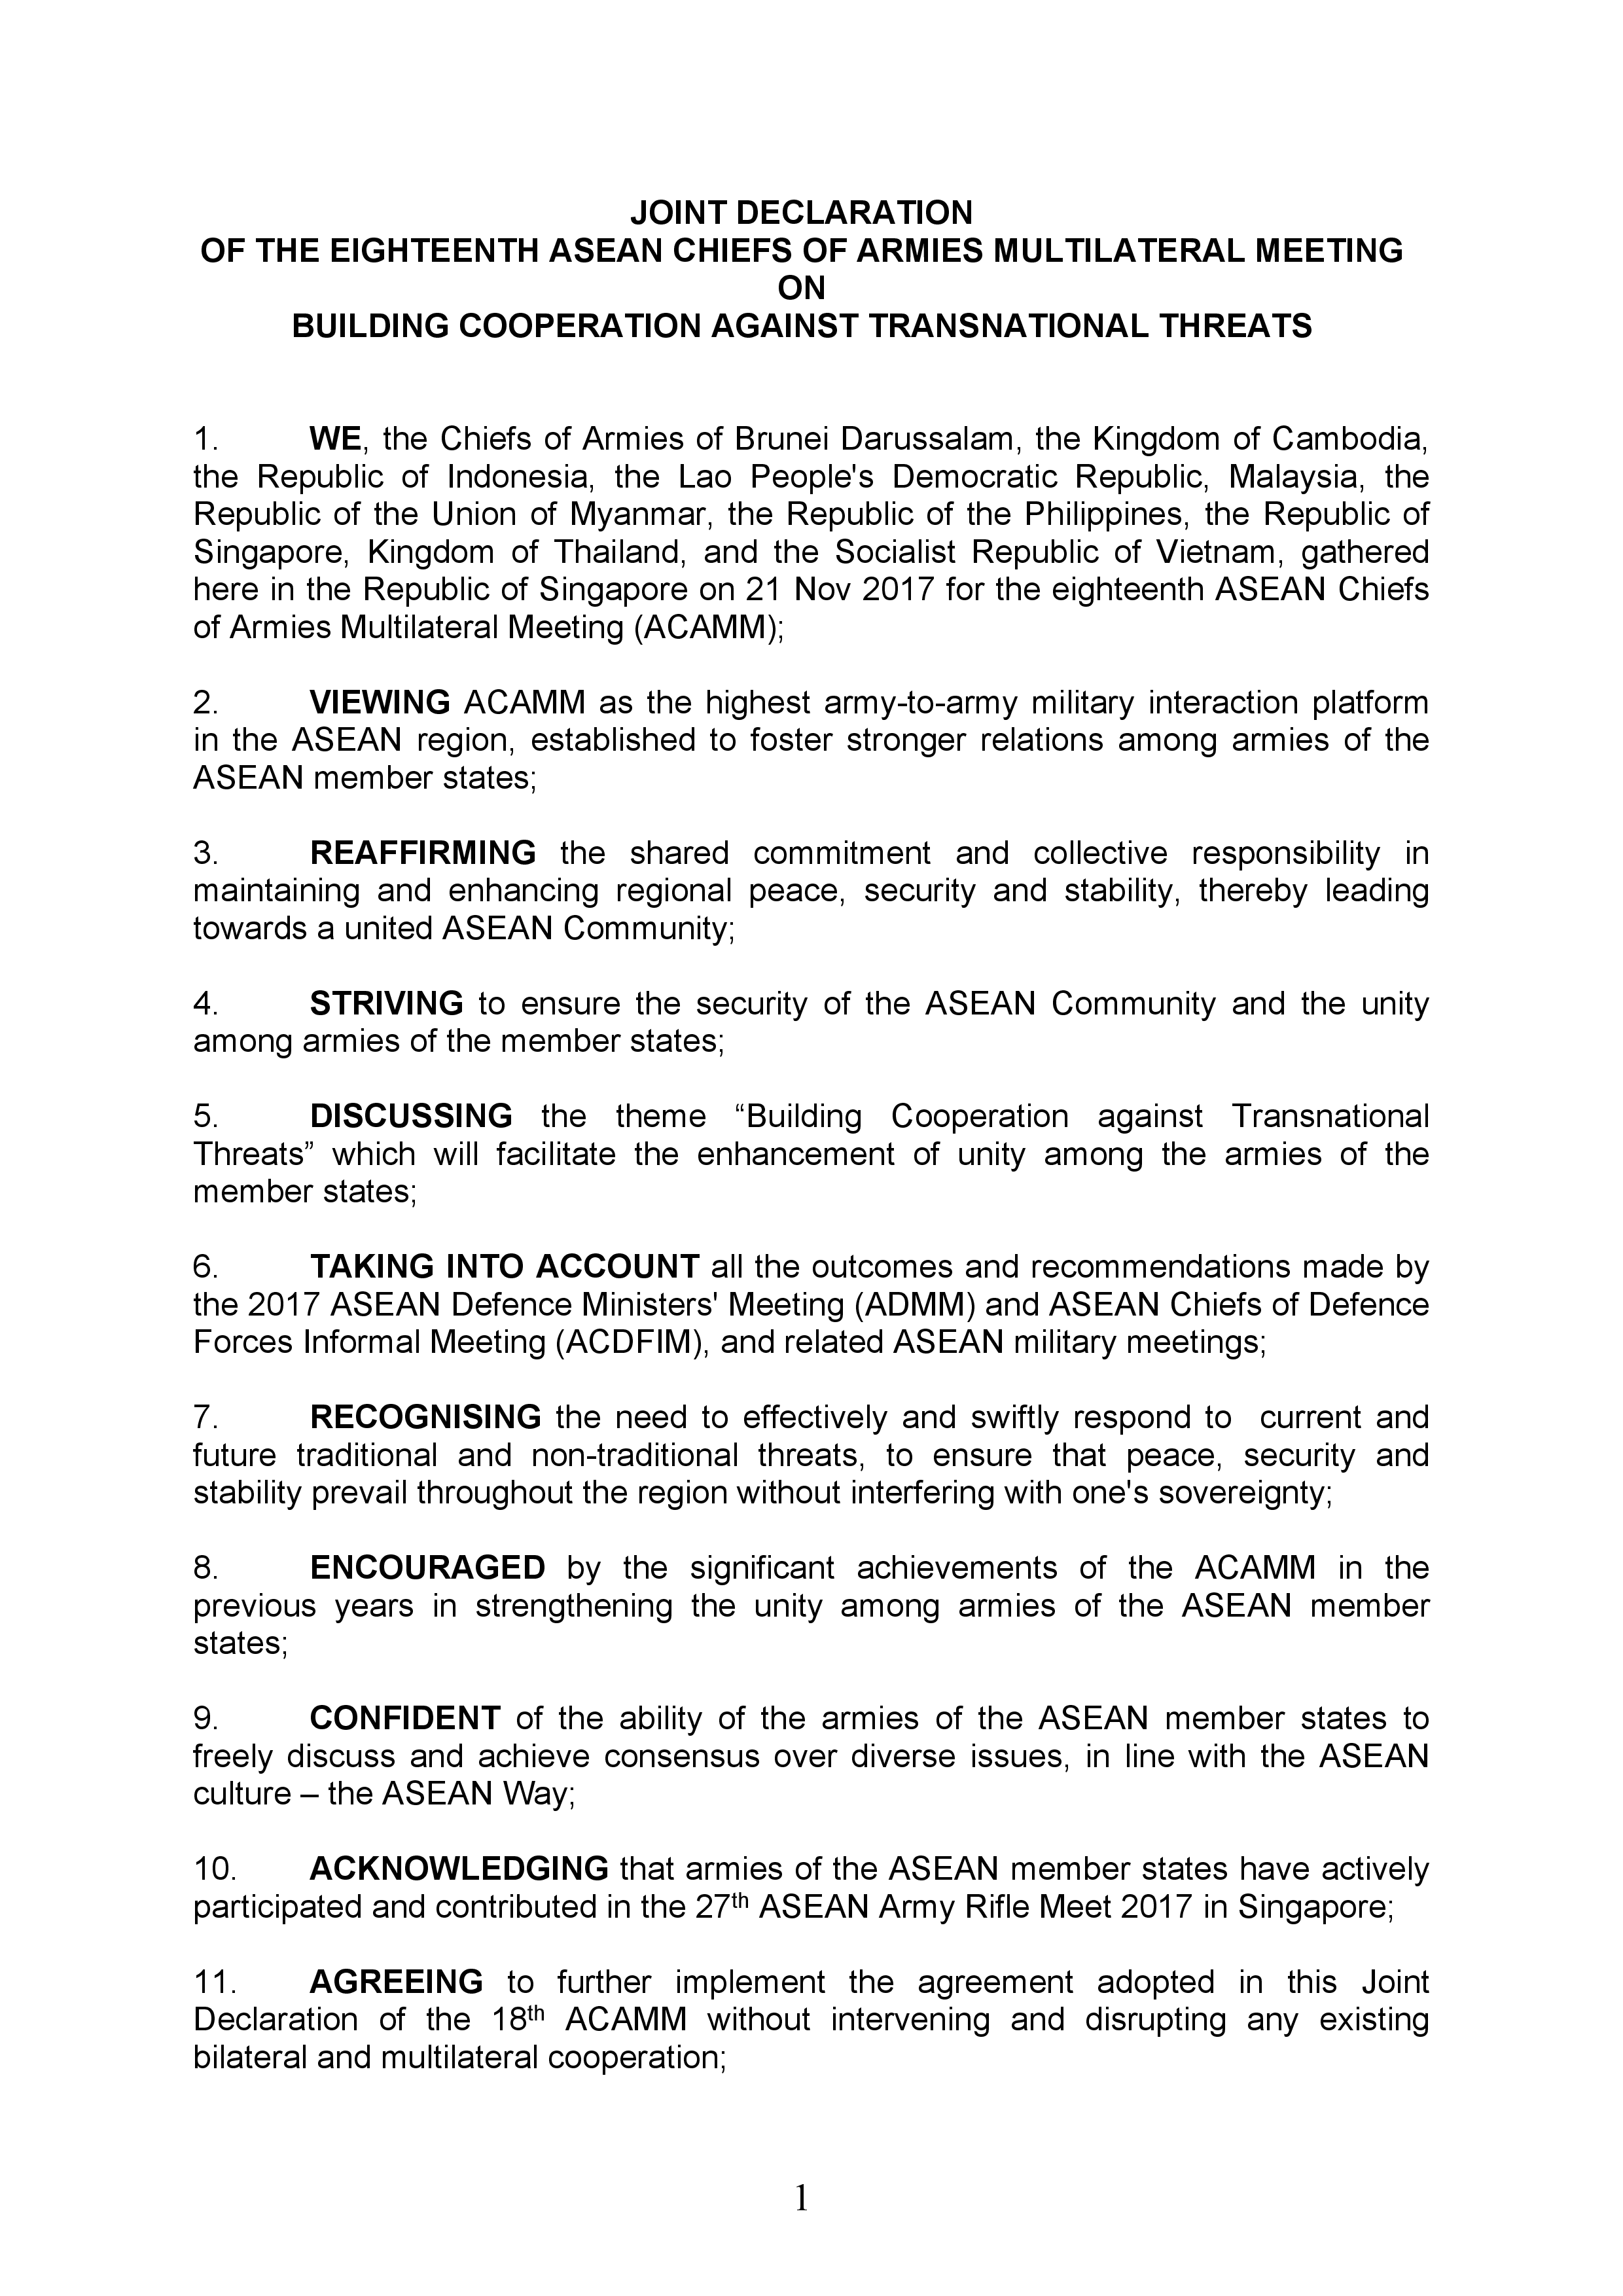 JOINT DECLARATION
OF THE EIGHTEENTH ASEAN CHIEFS OF ARMIES MULTILATERAL MEETING
ON
BUILDING COOPERATION AGAINST TRANSNATIONAL THREATS
1. WE, the Chiefs of Armies of Brunei Darussalam, the Kingdom of Cambodia,
the Republic of Indonesia, the Lao People's Democratic Republic, Malaysia, the
Republic of the Union of Myanmar, the Republic of the Philippines, the Republic of
Singapore, Kingdom of Thailand, and the Socialist Republic of Vietnam, gathered
here in the Republic of Singapore on 21 Nov 2017 for the eighteenth ASEAN Chiefs
of Armies Multilateral Meeting (ACAMM);
2. VIEWING ACAMM as the highest army-to-army military interaction platform
in the ASEAN region, established to foster stronger relations among armies of the
ASEAN member states;
3. REAFFIRMING the shared commitment and collective responsibility in
maintaining and enhancing regional peace, security and stability, thereby leading
towards a united ASEAN Community;
4. STRIVING to ensure the security of the ASEAN Community and the unity
among armies of the member states;
5. DISCUSSING the theme “Building Cooperation against Transnational
Threats” which will facilitate the enhancement of unity among the armies of the
member states;
6. TAKING INTO ACCOUNT all the outcomes and recommendations made by
the 2017 ASEAN Defence Ministers' Meeting (ADMM) and ASEAN Chiefs of Defence
Forces Informal Meeting (ACDFIM), and related ASEAN military meetings;
7. RECOGNISING the need to effectively and swiftly respond to current and
future traditional and non-traditional threats, to ensure that peace, security and
stability prevail throughout the region without interfering with one's sovereignty;
8. ENCOURAGED by the significant achievements of the ACAMM in the
previous years in strengthening the unity among armies of the ASEAN member
states;
9. CONFIDENT of the ability of the armies of the ASEAN member states to
freely discuss and achieve consensus over diverse issues, in line with the ASEAN
culture – the ASEAN Way;
10. ACKNOWLEDGING that armies of the ASEAN member states have actively
participated and contributed in the 27th ASEAN Army Rifle Meet 2017 in Singapore;
11. AGREEING to further implement the agreement adopted in this Joint
Declaration of the 18th ACAMM without intervening and disrupting any existing
bilateral and multilateral cooperation;
1